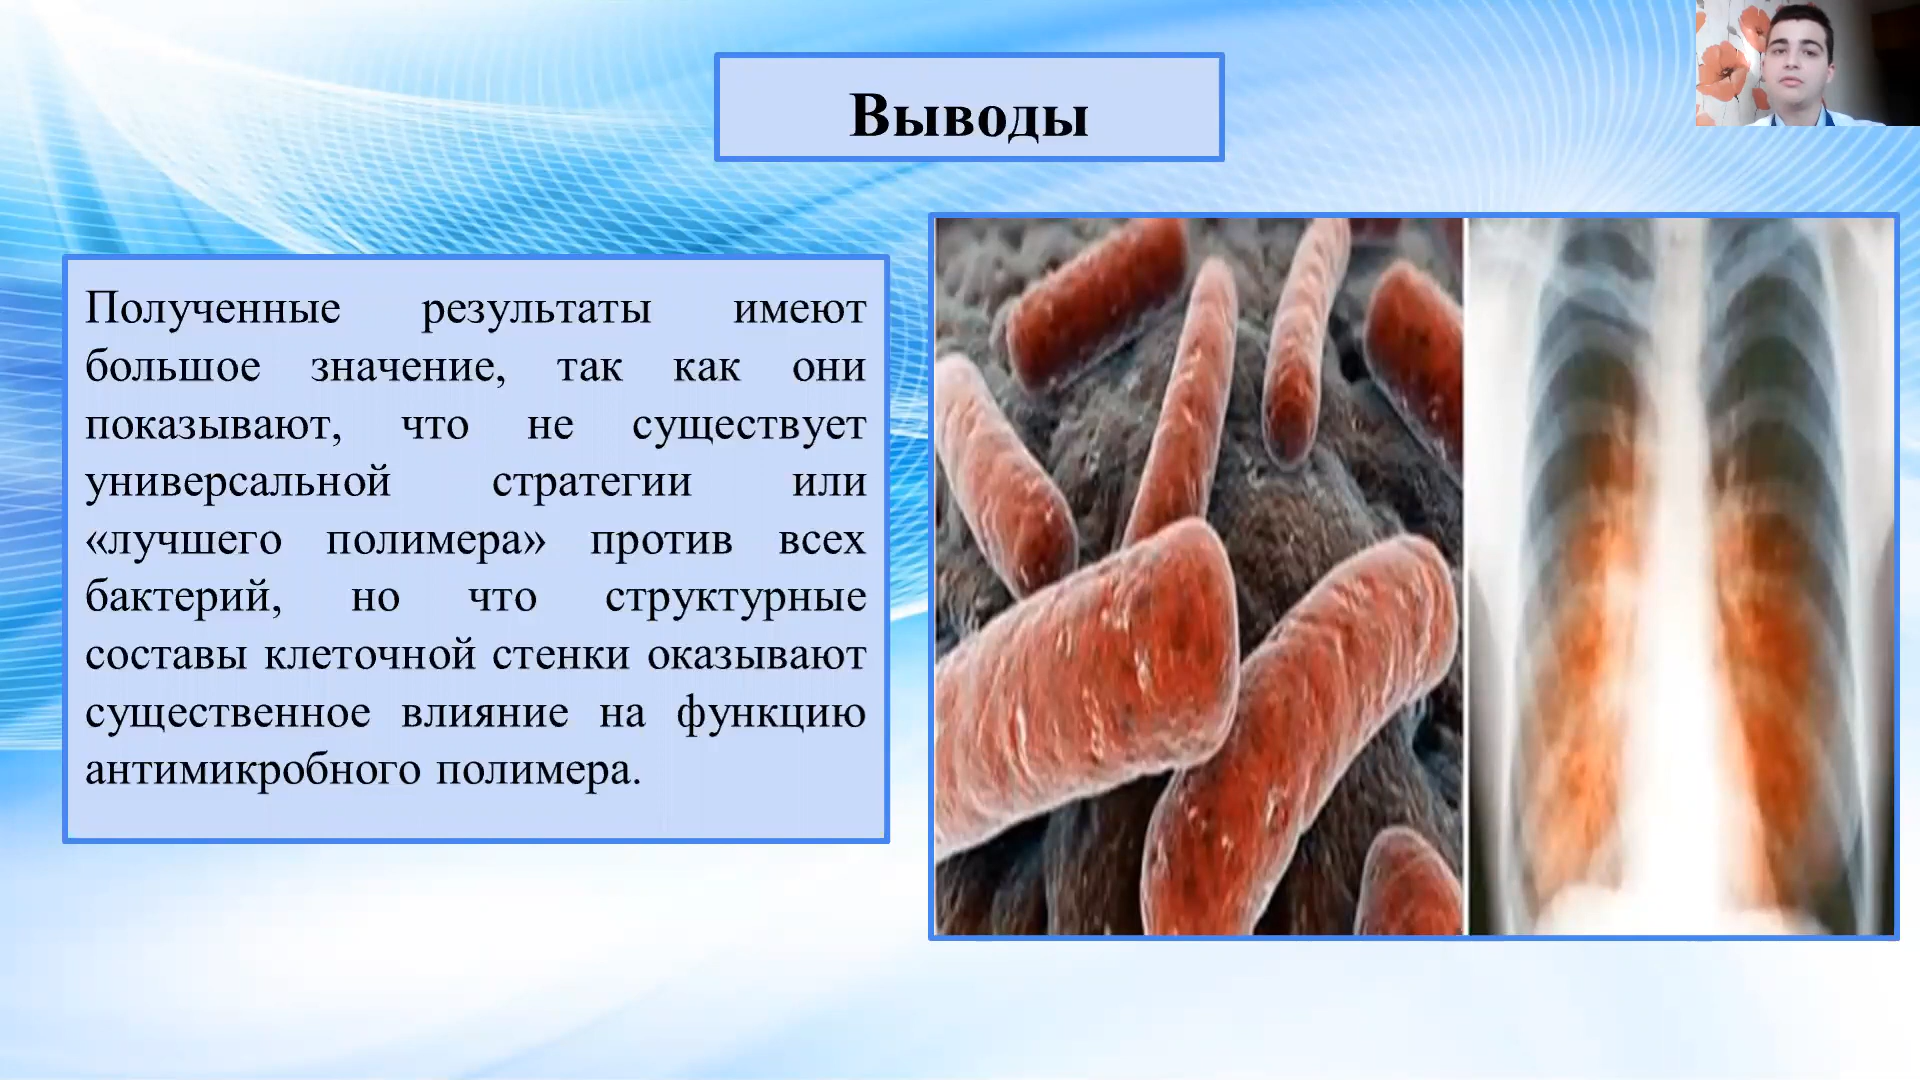 Выводы
Полученные результаты имеют
большое значение, так как они
показывают, что не существует
универсальной стратегии или
«лучшего полимера» против всех
бактерий, но что структурные
составы клеточной стенки оказывают
существенное влияние на функцию
антимикробного полимера.